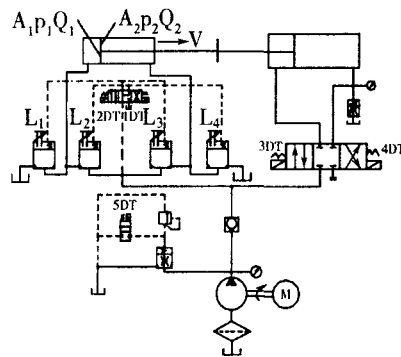 A₁p₁Q₁ A₂p₂Q₂
V
L₁ L₂ L₃ L₄
2DT 1DT
3DT 4DT
5DT
M